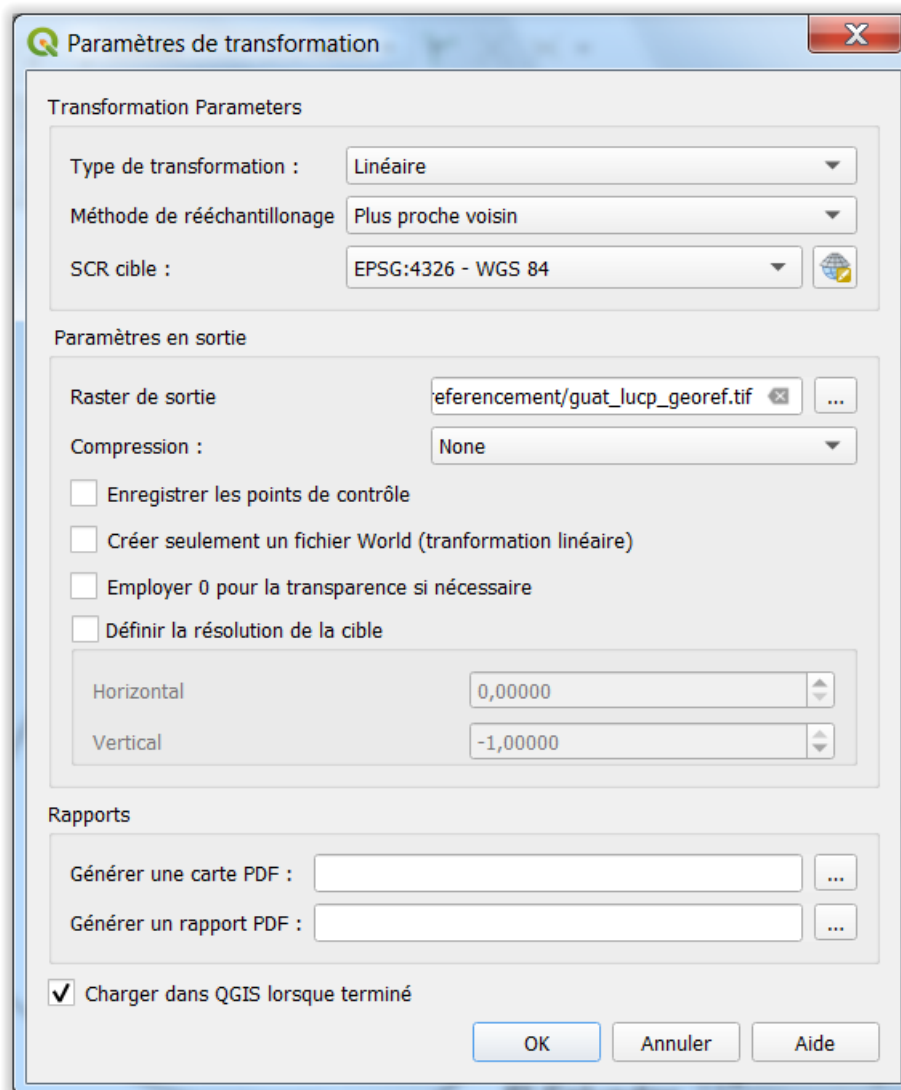 Paramètres de transformation
Transformation Parameters
Type de transformation : Linéaire
Méthode de rééchantillonage Plus proche voisin
SCR cible : EPSG:4326 - WGS 84
Paramètres en sortie
Raster de sortie eferencement/guat_lucp_georef.tif ...
Compression : None
Enregistrer les points de contrôle
Créer seulement un fichier World (tranformation linéaire)
Employer 0 pour la transparence si nécessaire
Définir la résolution de la cible
Horizontal 0,00000
Vertical -1,00000
Rapports
Générer une carte PDF : ...
Générer un rapport PDF : ...
Charger dans QGIS lorsque terminé
OK Annuler Aide